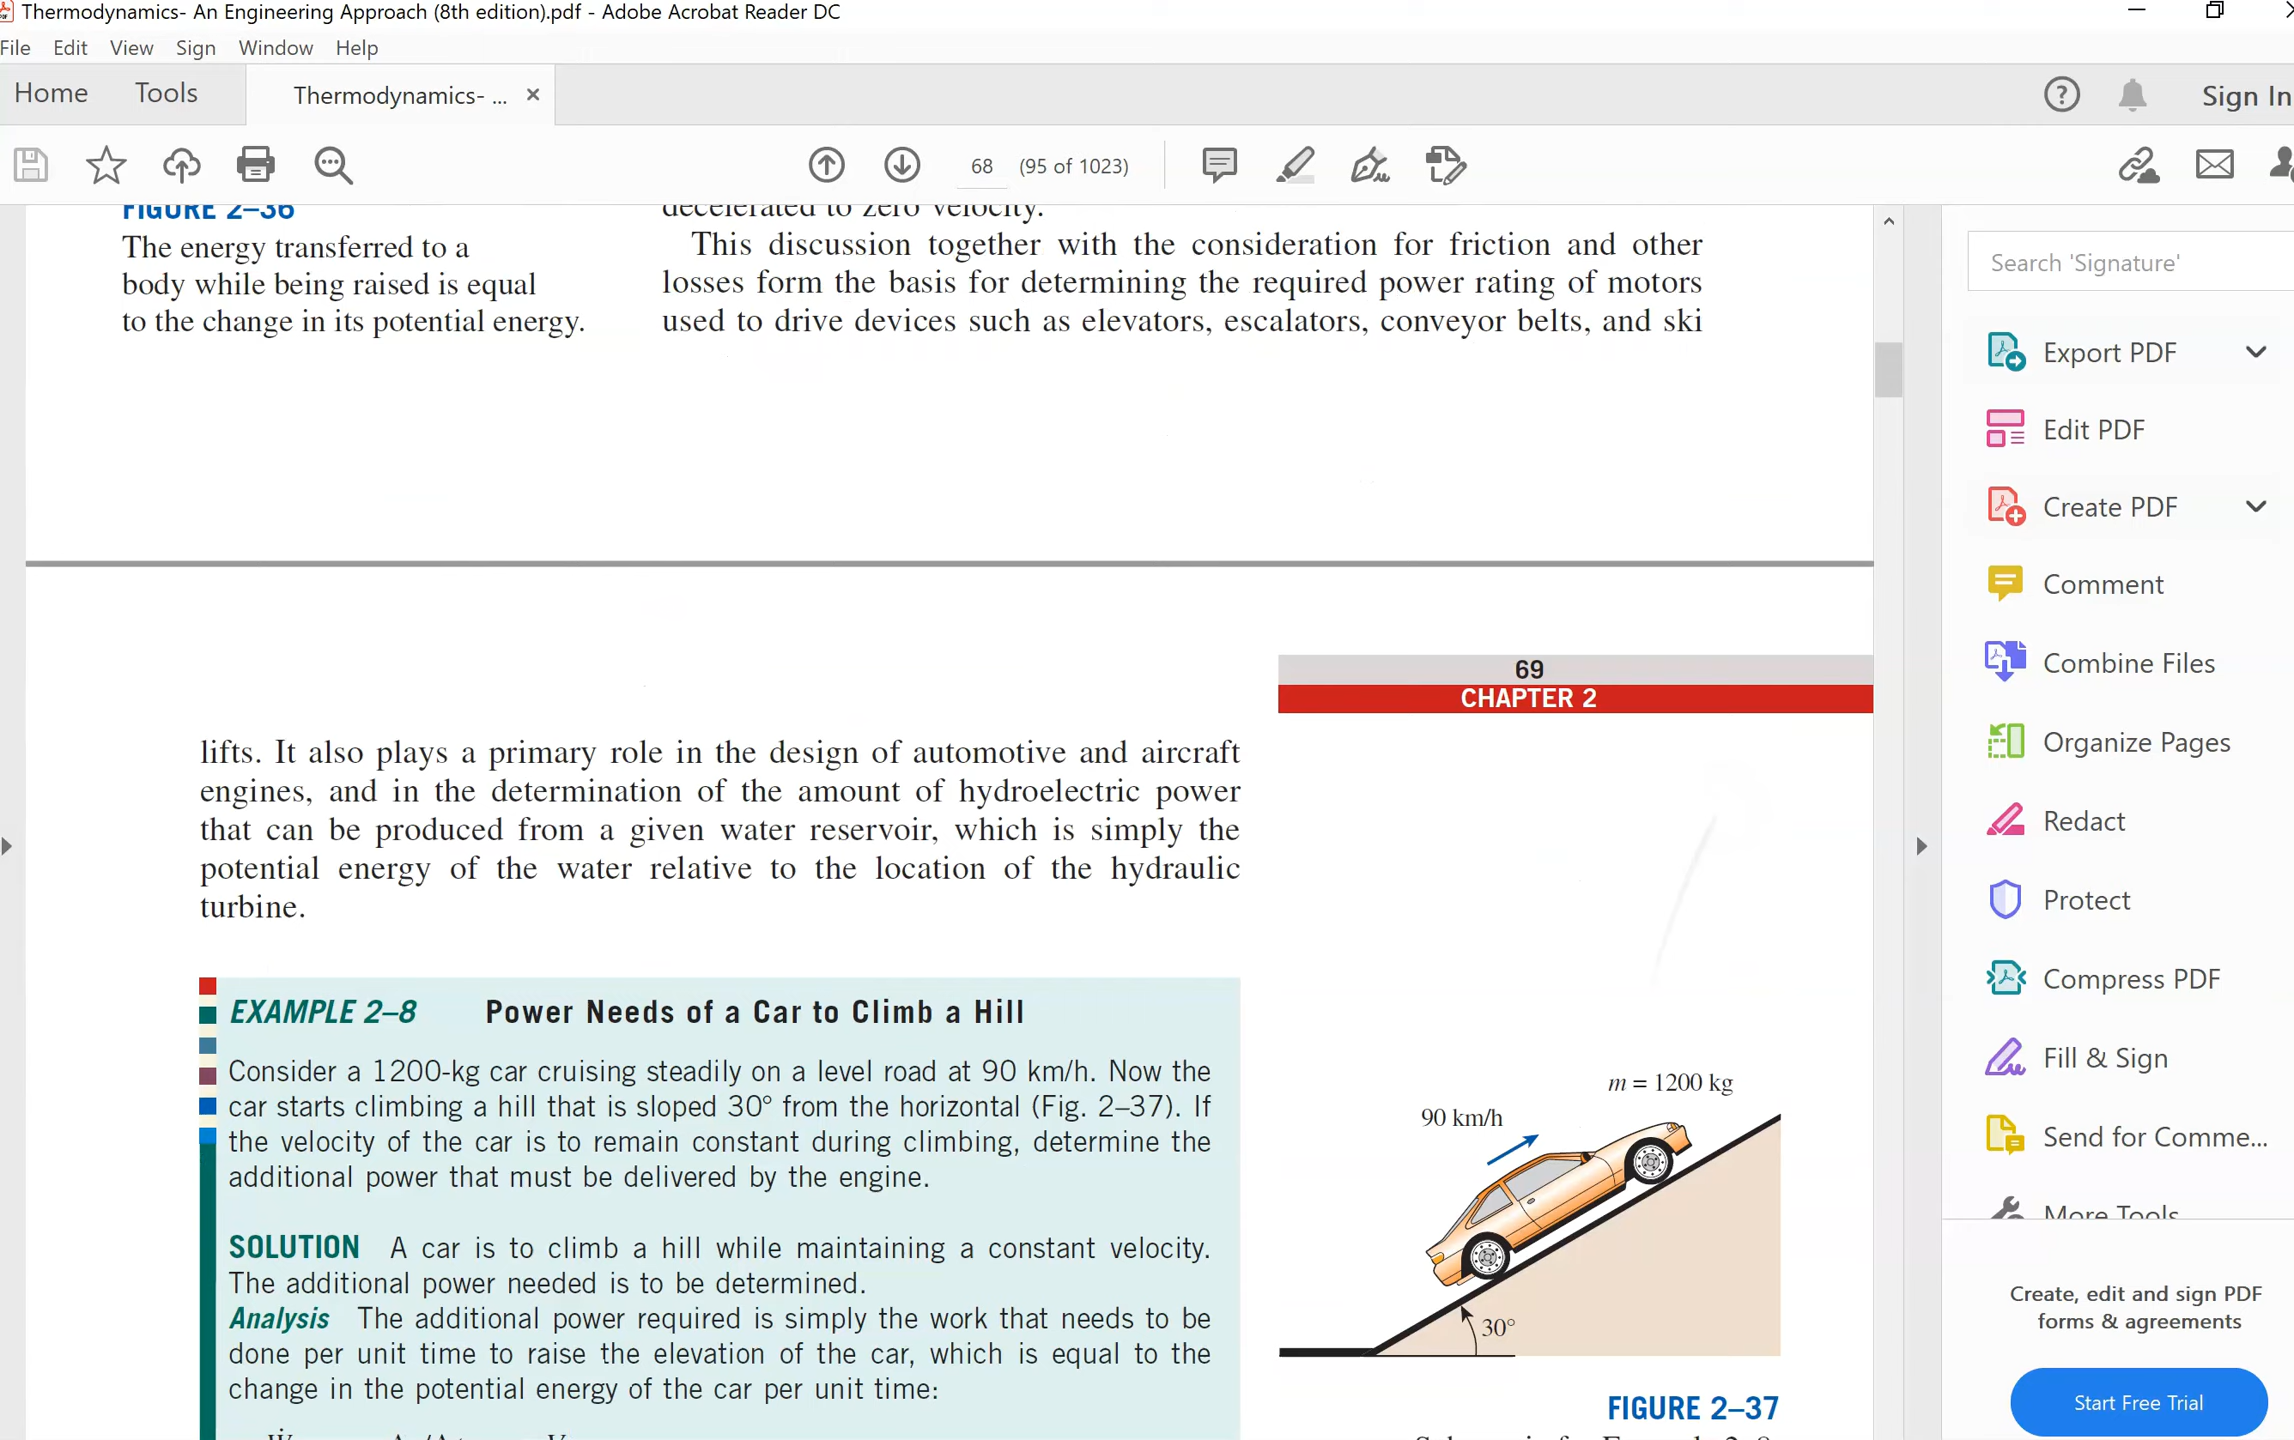 Thermodynamics- An Engineering Approach (8th edition).pdf - Adobe Acrobat Reader DC
File Edit View Sign Window Help
Home Tools Thermodynamics- ... ×
Sign In
68 (95 of 1023)
FIGURE 2–36
The energy transferred to a
body while being raised is equal
to the change in its potential energy.
decelerated to zero velocity.
This discussion together with the consideration for friction and other
losses form the basis for determining the required power rating of motors
used to drive devices such as elevators, escalators, conveyor belts, and ski
69
CHAPTER 2
lifts. It also plays a primary role in the design of automotive and aircraft
engines, and in the determination of the amount of hydroelectric power
that can be produced from a given water reservoir, which is simply the
potential energy of the water relative to the location of the hydraulic
turbine.
EXAMPLE 2–8 Power Needs of a Car to Climb a Hill
Consider a 1200-kg car cruising steadily on a level road at 90 km/h. Now the
car starts climbing a hill that is sloped 30° from the horizontal (Fig. 2–37). If
the velocity of the car is to remain constant during climbing, determine the
additional power that must be delivered by the engine.
SOLUTION A car is to climb a hill while maintaining a constant velocity.
The additional power needed is to be determined.
Analysis The additional power required is simply the work that needs to be
done per unit time to raise the elevation of the car, which is equal to the
change in the potential energy of the car per unit time:
m = 1200 kg
90 km/h
30°
FIGURE 2–37
Search 'Signature'
Export PDF
Edit PDF
Create PDF
Comment
Combine Files
Organize Pages
Redact
Protect
Compress PDF
Fill & Sign
Send for Comme...
More Tools
Create, edit and sign PDF
forms & agreements
Start Free Trial